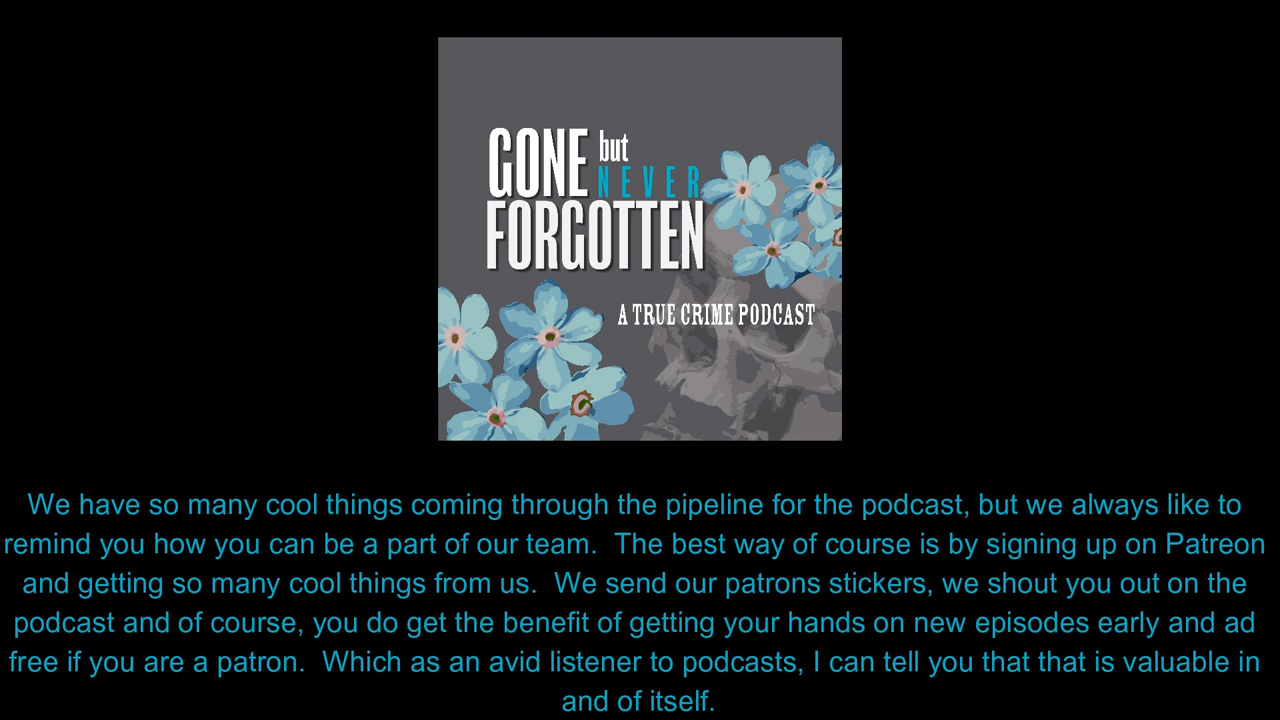 GONE but
NEVER
FORGOTTEN
A TRUE CRIME PODCAST
We have so many cool things coming through the pipeline for the podcast, but we always like to
remind you how you can be a part of our team.  The best way of course is by signing up on Patreon
and getting so many cool things from us.  We send our patrons stickers, we shout you out on the
podcast and of course, you do get the benefit of getting your hands on new episodes early and ad
free if you are a patron.  Which as an avid listener to podcasts, I can tell you that that is valuable in
and of itself.